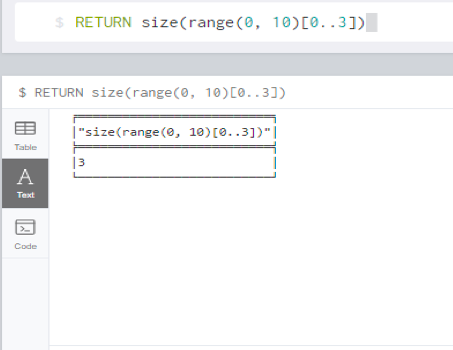 $ RETURN size(range(0, 10)[0..3])
$ RETURN size(range(0, 10)[0..3])
"size(range(0, 10)[0..3])"
3
Table
A
Text
Code